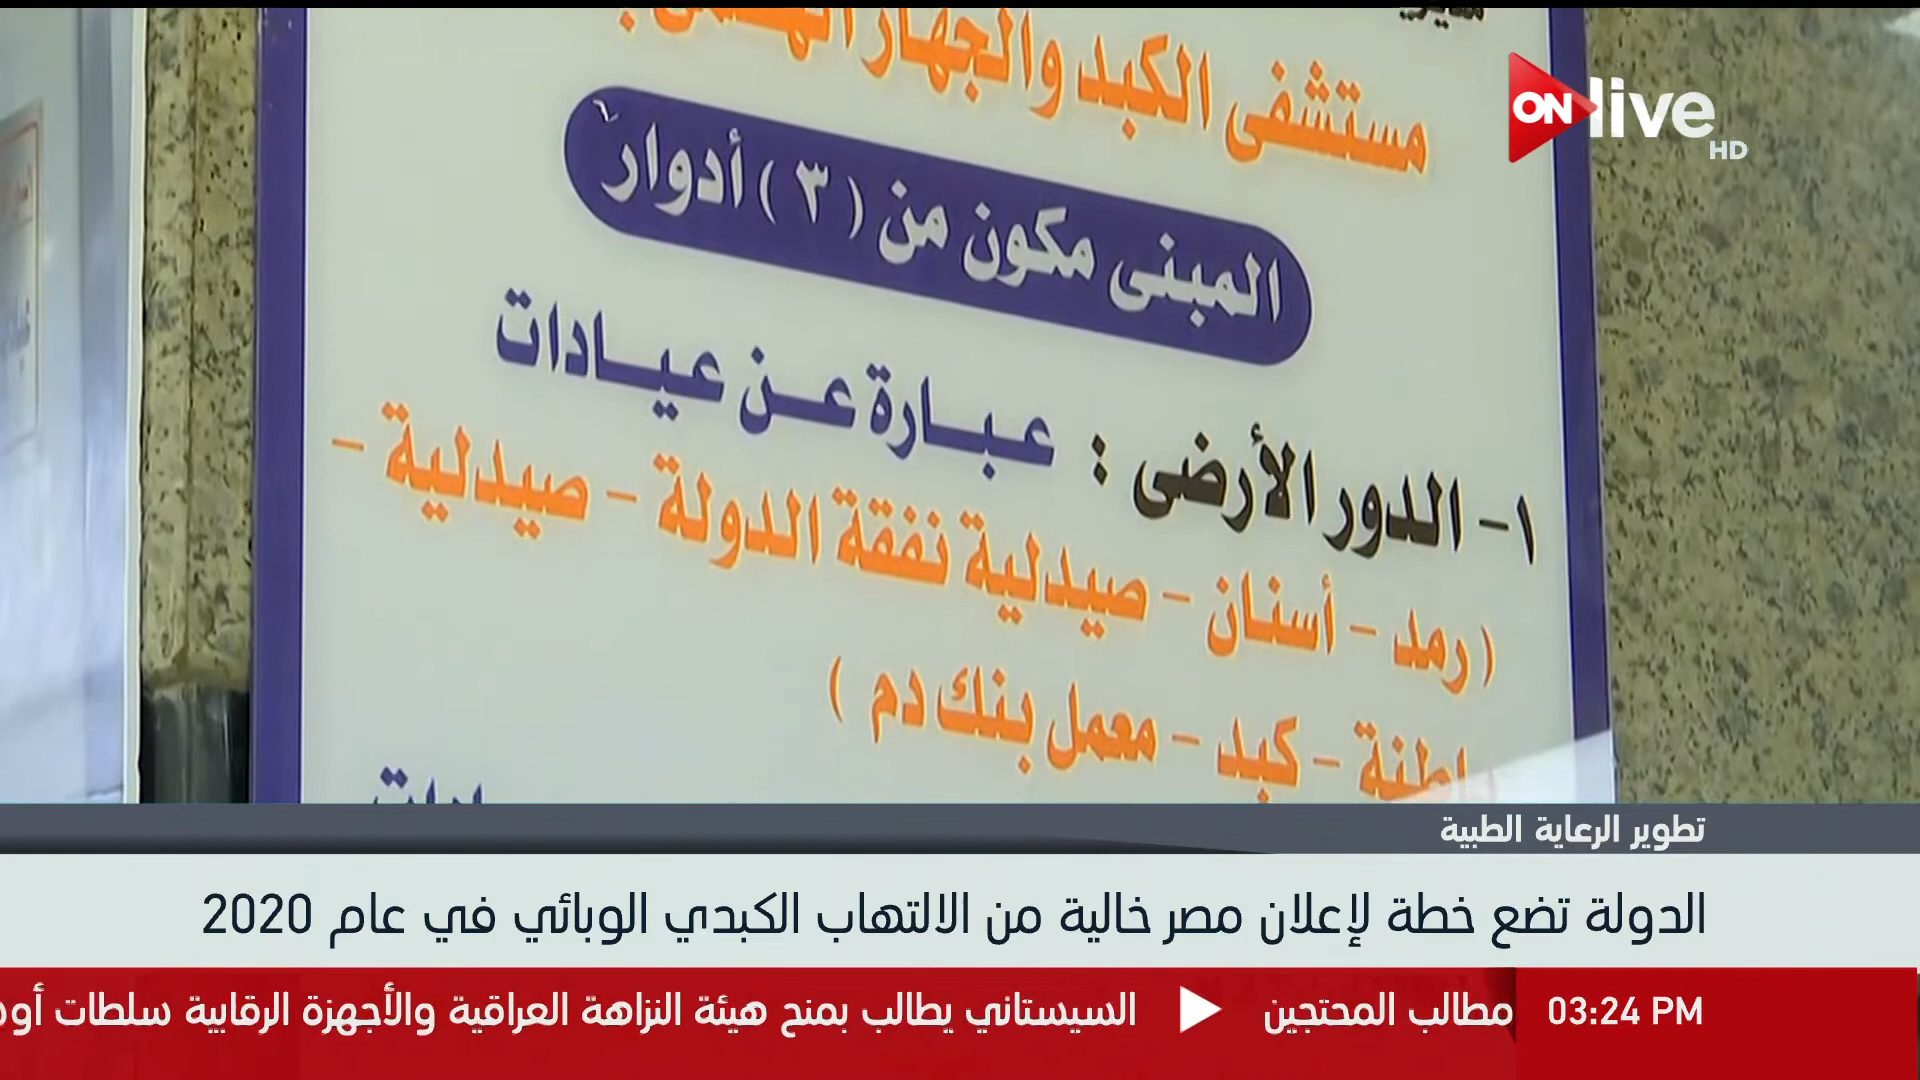 مستشفى الكبد والجهاز
المبنى مكون من ( ٣ ) أدوار
١- الدور الأرضى : عبارة عن عيادات
( رمد - أسنان - صيدلية نفقة الدولة - صيدلية -
باطنة - كبد - معمل بنك دم )
ON live
HD
تطوير الرعاية الطبية
الدولة تضع خطة لإعلان مصر خالية من الالتهاب الكبدي الوبائي في عام 2020
03:24 PM
مطالب المحتجين
السيستاني يطالب بمنح هيئة النزاهة العراقية والأجهزة الرقابية سلطات